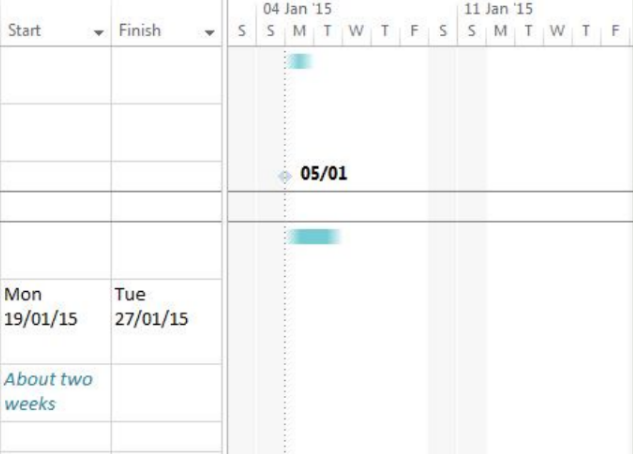 04 Jan '15 11 Jan '15
Start Finish S S M T W T F S S M T W T F
05/01
Mon Tue
19/01/15 27/01/15
About two
weeks